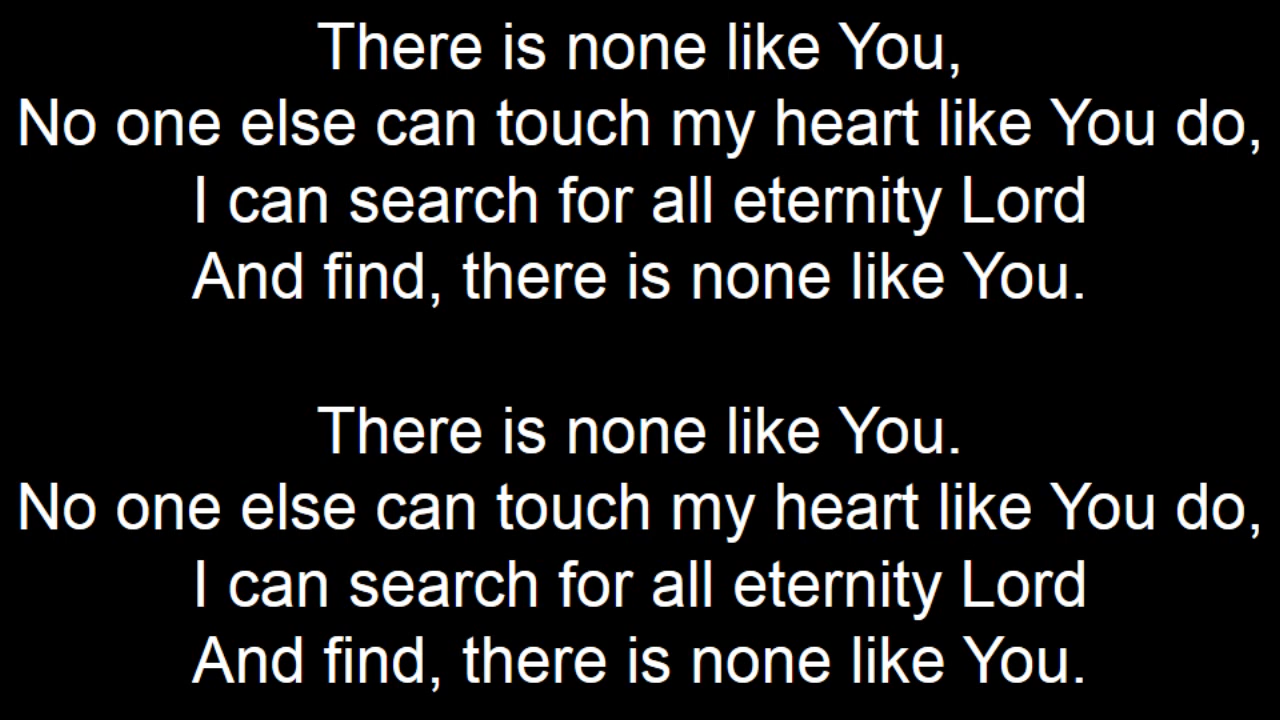 There is none like You,
No one else can touch my heart like You do,
I can search for all eternity Lord
And find, there is none like You.
There is none like You.
No one else can touch my heart like You do,
I can search for all eternity Lord
And find, there is none like You.